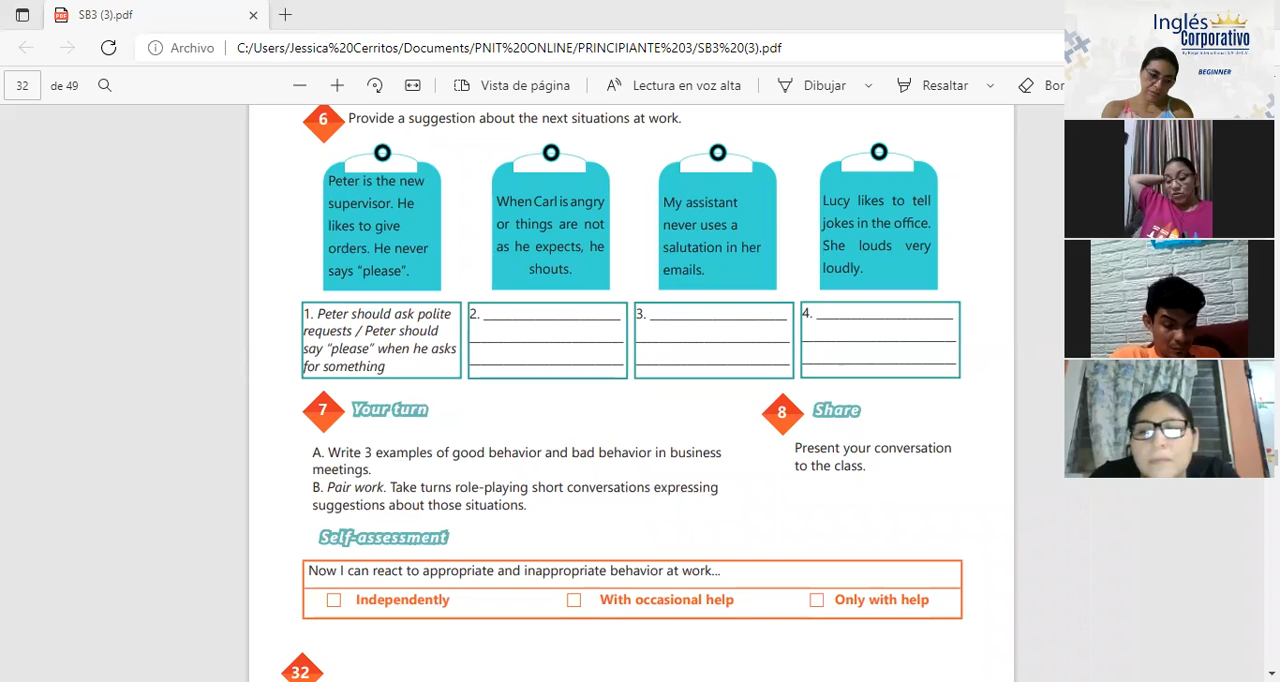 SB3 (3).pdf
Archivo
C:/Users/Jessica%20Cerritos/Documents/PNIT%20ONLINE/PRINCIPIANTE%203/SB3%20(3).pdf
32 de 49
Vista de página
Lectura en voz alta
Dibujar
Resaltar
Bor
Inglés
Corporativo
BEGINNER
6 Provide a suggestion about the next situations at work.
Peter is the new
supervisor. He
likes to give
orders. He never
says “please”.
When Carl is angry
or things are not
as he expects, he
shouts.
My assistant
never uses a
salutation in her
emails.
Lucy likes to tell
jokes in the office.
She louds very
loudly.
1. Peter should ask polite
requests / Peter should
say “please” when he asks
for something
2. ____________________
3. ____________________
4. ____________________
7 Your turn
A. Write 3 examples of good behavior and bad behavior in business
meetings.
B. Pair work. Take turns role-playing short conversations expressing
suggestions about those situations.
8 Share
Present your conversation
to the class.
Self-assessment
Now I can react to appropriate and inappropriate behavior at work...
Independently
With occasional help
Only with help
32